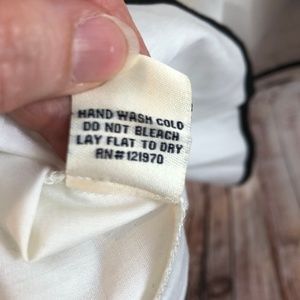 HAND WASH COLD
DO NOT BLEACH
LAY FLAT TO DRY
RN#121970